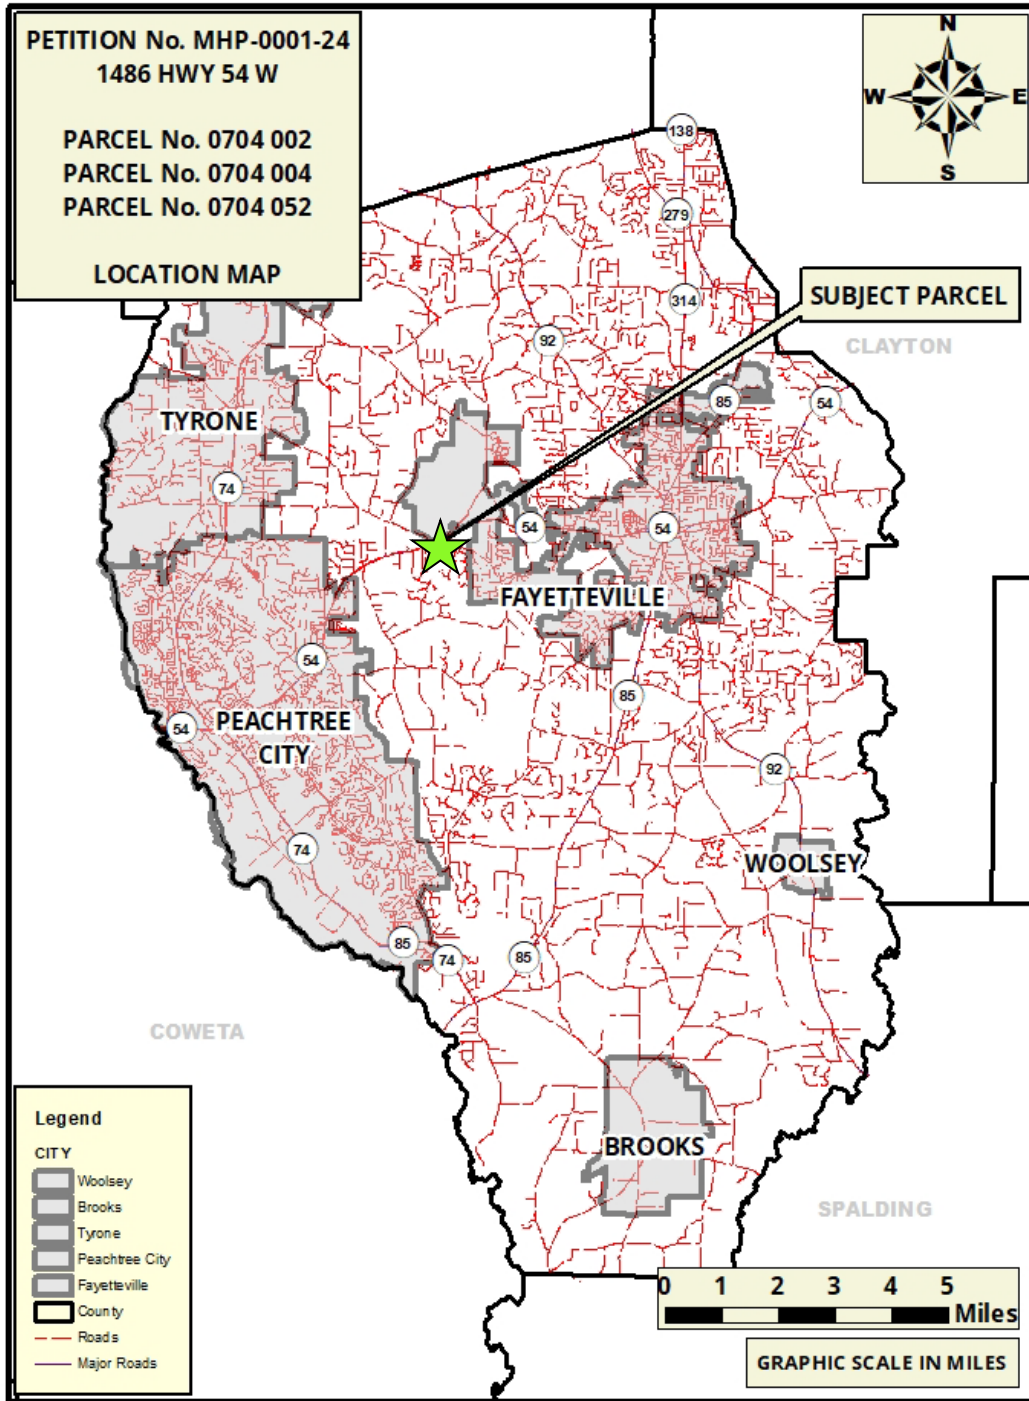 PETITION No. MHP-0001-24
1486 HWY 54 W
PARCEL No. 0704 002
PARCEL No. 0704 004
PARCEL No. 0704 052
LOCATION MAP
N
W
E
S
138
279
314
SUBJECT PARCEL
92
CLAYTON
85
54
TYRONE
74
54
54
FAYETTEVILLE
54
85
54
PEACHTREE
CITY
92
74
WOOLSEY
85
74
85
COWETA
BROOKS
SPALDING
Legend
CITY
Woolsey
Brooks
Tyrone
Peachtree City
Fayetteville
County
Roads
Major Roads
0 1 2 3 4 5
Miles
GRAPHIC SCALE IN MILES